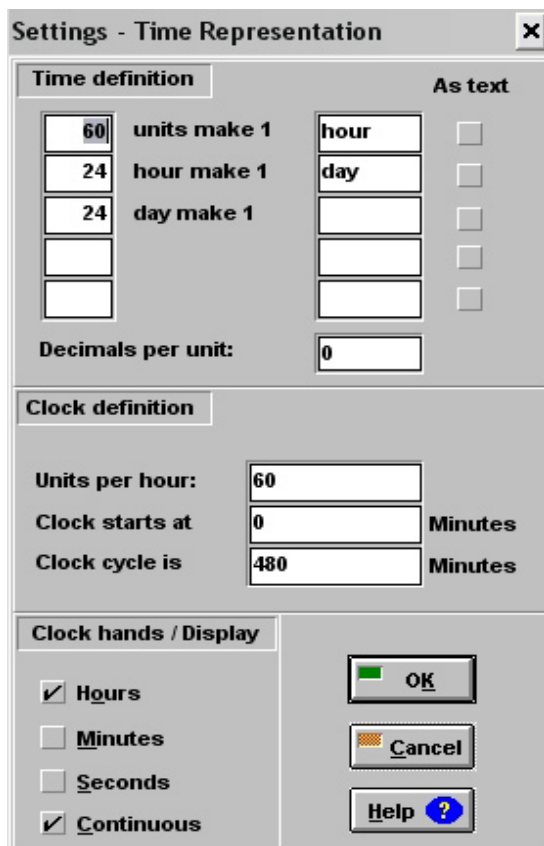 Settings - Time Representation
Time definition
As text
60 units make 1 hour
24 hour make 1 day
24 day make 1
Decimals per unit: 0
Clock definition
Units per hour: 60
Clock starts at 0 Minutes
Clock cycle is 480 Minutes
Clock hands / Display
Hours
Minutes
Seconds
Continuous
OK
Cancel
Help ?